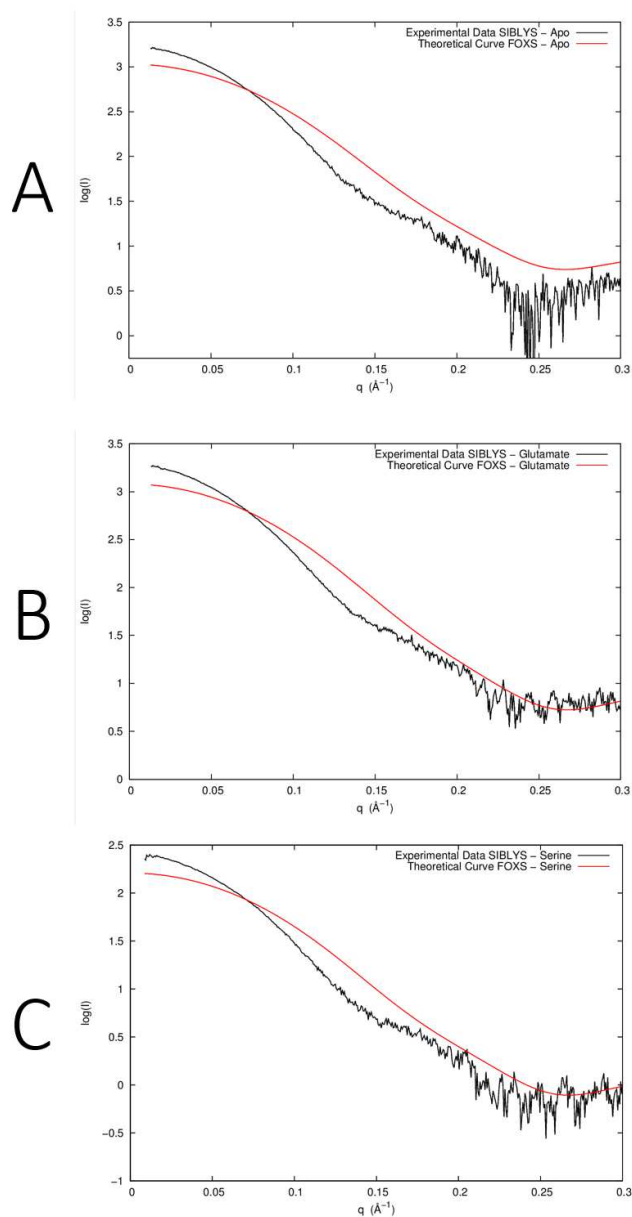 A
3.5
3
2.5
2
1.5
1
0.5
0
log(I)
Experimental Data SIBLYS – Apo
Theoretical Curve FOXS – Apo
0 0.05 0.1 0.15 0.2 0.25 0.3
q (Å⁻¹)
B
3.5
3
2.5
2
1.5
1
0.5
0
log(I)
Experimental Data SIBLYS – Glutamate
Theoretical Curve FOXS – Glutamate
0 0.05 0.1 0.15 0.2 0.25 0.3
q (Å⁻¹)
C
2.5
2
1.5
1
0.5
0
−0.5
−1
log(I)
Experimental Data SIBLYS – Serine
Theoretical Curve FOXS – Serine
0 0.05 0.1 0.15 0.2 0.25 0.3
q (Å⁻¹)